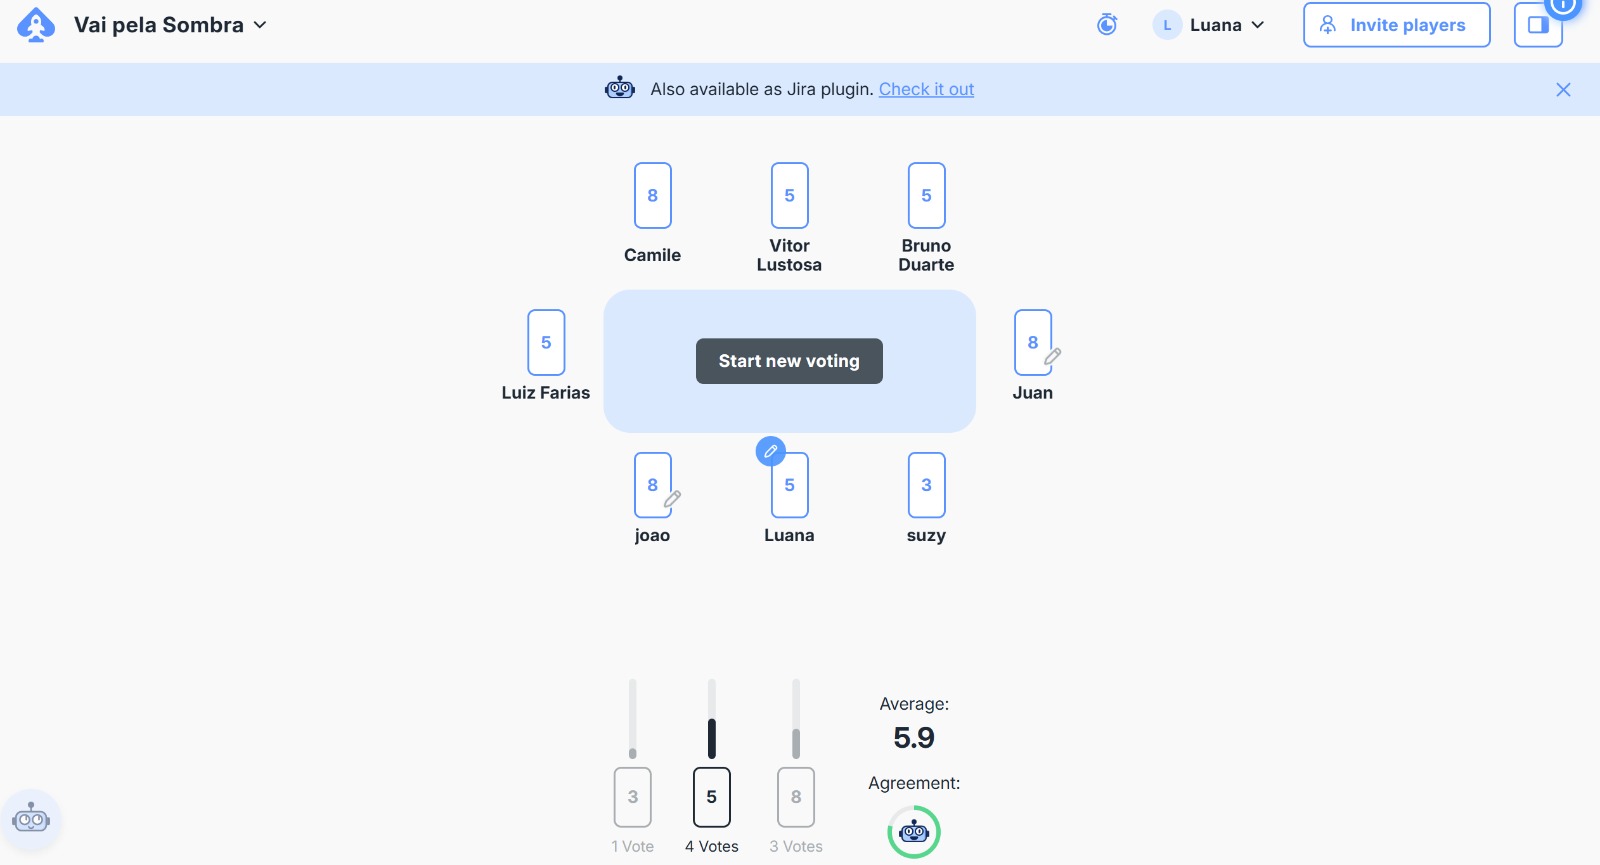 Vai pela Sombra
L Luana
Invite players
Also available as Jira plugin. Check it out
8
5
5
Camile
Vitor
Lustosa
Bruno
Duarte
5
Luiz Farias
Start new voting
8
Juan
8
joao
5
Luana
3
suzy
3
5
8
1 Vote
4 Votes
3 Votes
Average:
5.9
Agreement: